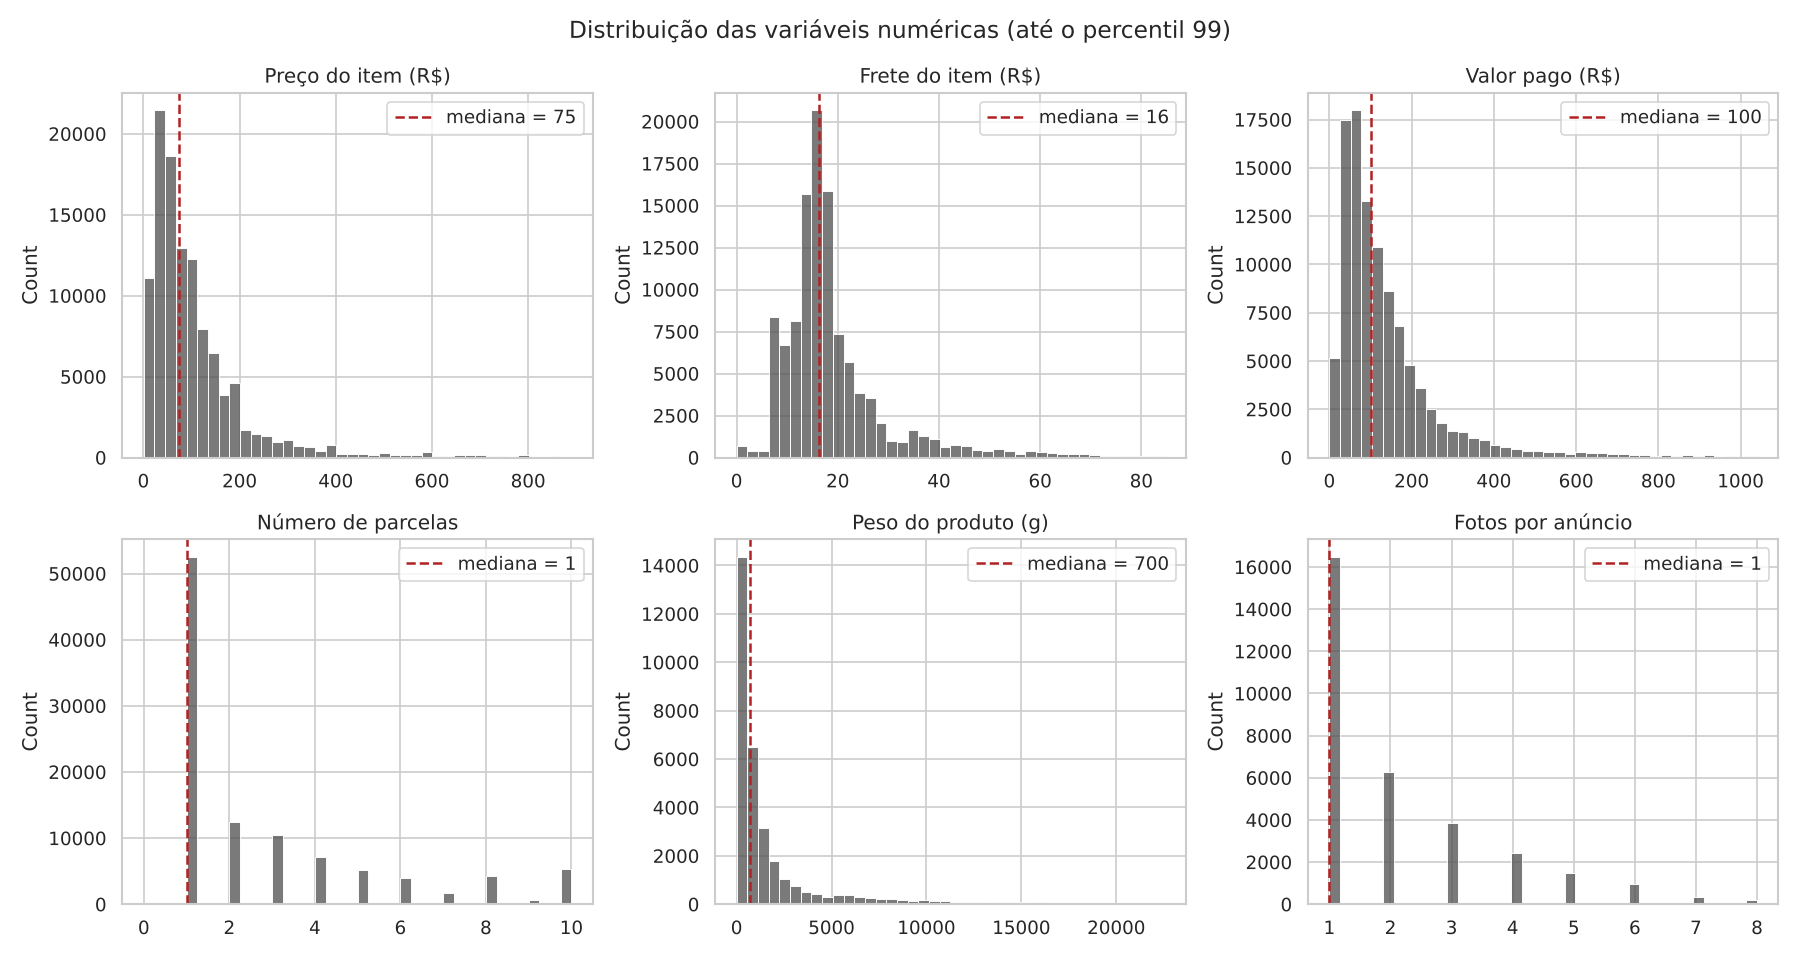 Distribuição das variáveis numéricas (até o percentil 99)
Preço do item (R$)
mediana = 75
Count
20000
15000
10000
5000
0
0 200 400 600 800
Frete do item (R$)
mediana = 16
Count
20000
17500
15000
12500
10000
7500
5000
2500
0
0 20 40 60 80
Valor pago (R$)
mediana = 100
Count
17500
15000
12500
10000
7500
5000
2500
0
0 200 400 600 800 1000
Número de parcelas
mediana = 1
Count
50000
40000
30000
20000
10000
0
0 2 4 6 8 10
Peso do produto (g)
mediana = 700
Count
14000
12000
10000
8000
6000
4000
2000
0
0 5000 10000 15000 20000
Fotos por anúncio
mediana = 1
Count
16000
14000
12000
10000
8000
6000
4000
2000
0
1 2 3 4 5 6 7 8